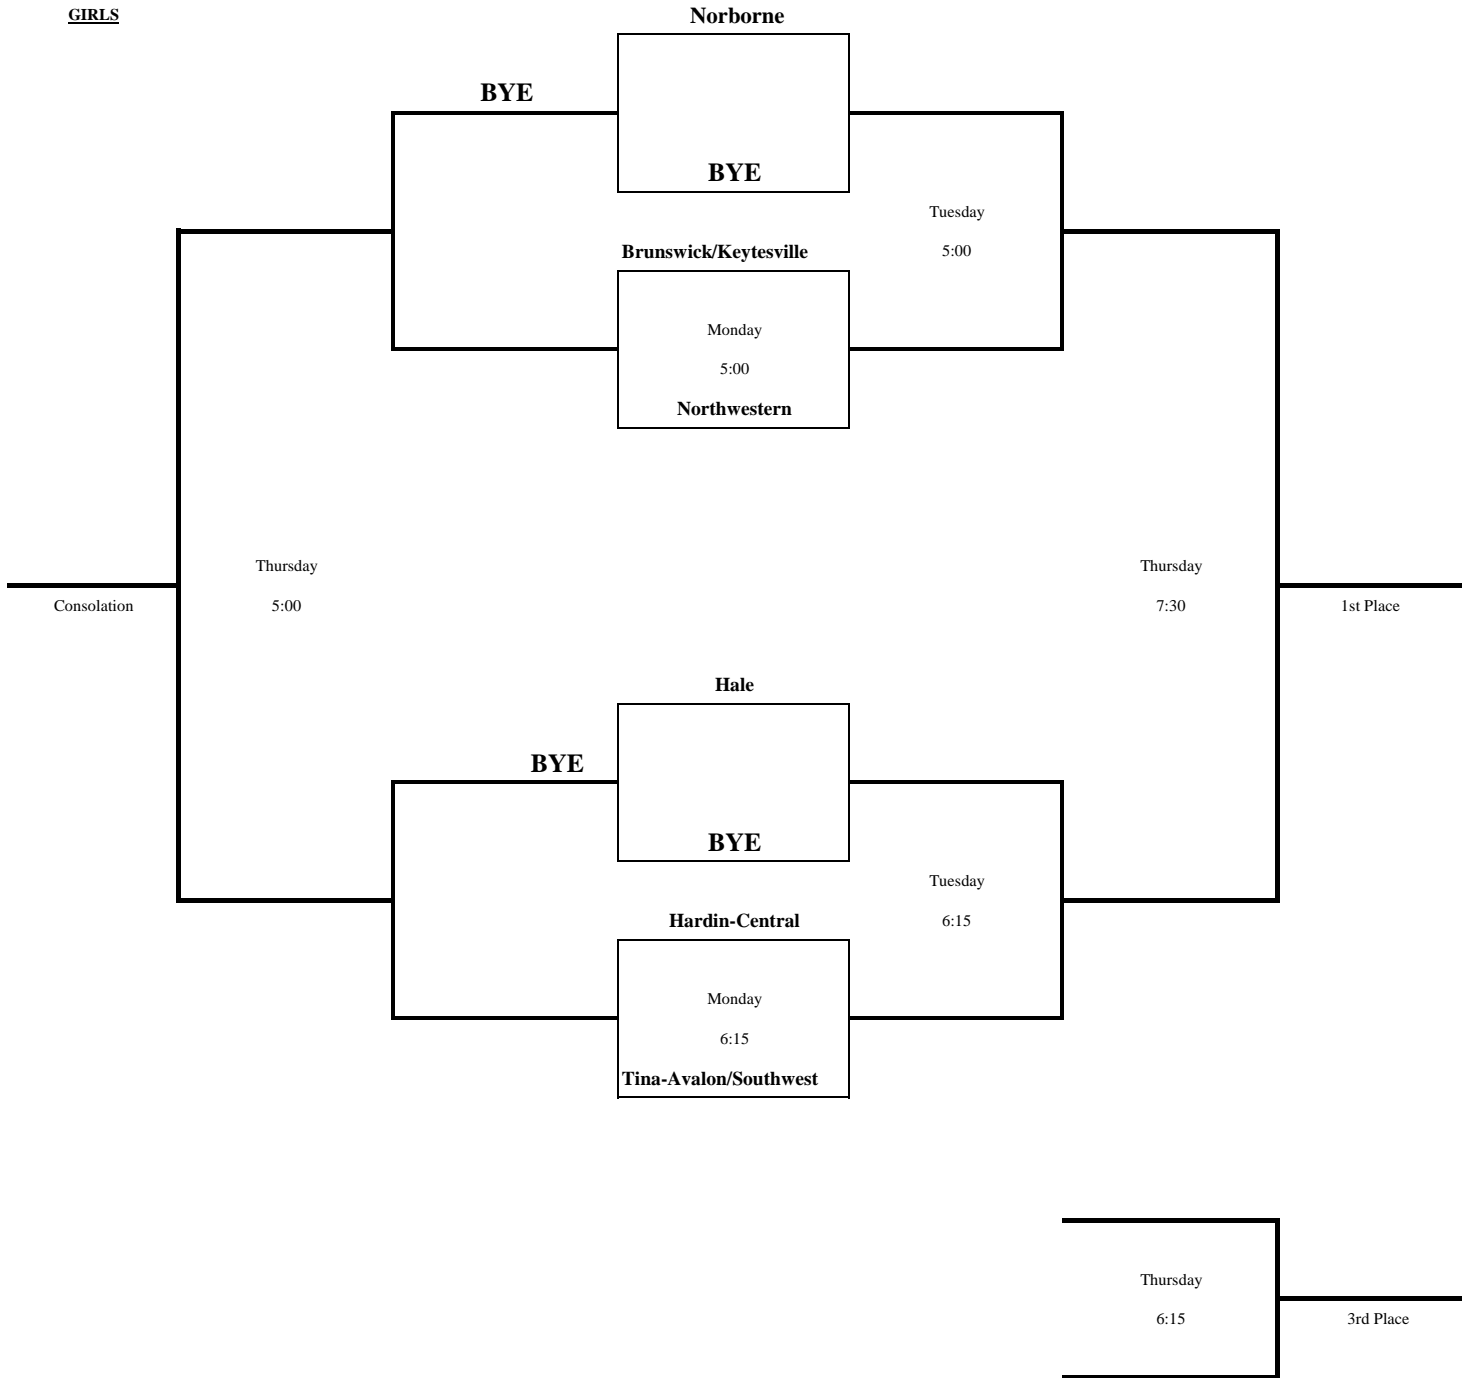 GIRLS
Norborne
BYE
BYE
Tuesday
Brunswick/Keytesville
5:00
Monday
5:00
Northwestern
Thursday
Thursday
Consolation
5:00
7:30
1st Place
Hale
BYE
BYE
Tuesday
Hardin-Central
6:15
Monday
6:15
Tina-Avalon/Southwest
Thursday
6:15
3rd Place